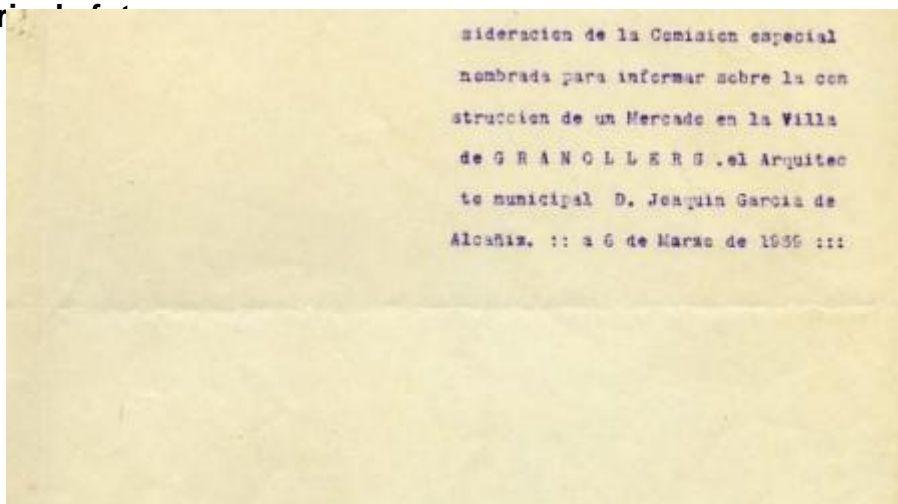 sideracion de la Comision especial
nombrada para informar sobre la con
struccion de un Mercado en la Villa
de G R A N O L L E R S .el Arquitec
to municipal D. Joaquin Garcia de
Alcañiz. :: a 6 de Marzo de 1939 :::